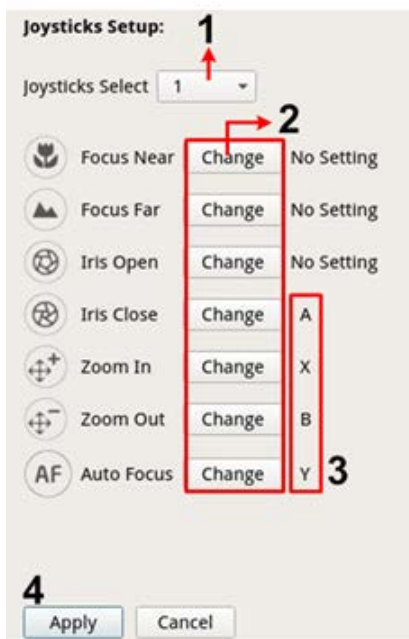 Joysticks Setup:
1
Joysticks Select 1
2
Focus Near Change No Setting
Focus Far Change No Setting
Iris Open Change No Setting
Iris Close Change A
Zoom In Change X
Zoom Out Change B
AF Auto Focus Change Y 3
4
Apply Cancel